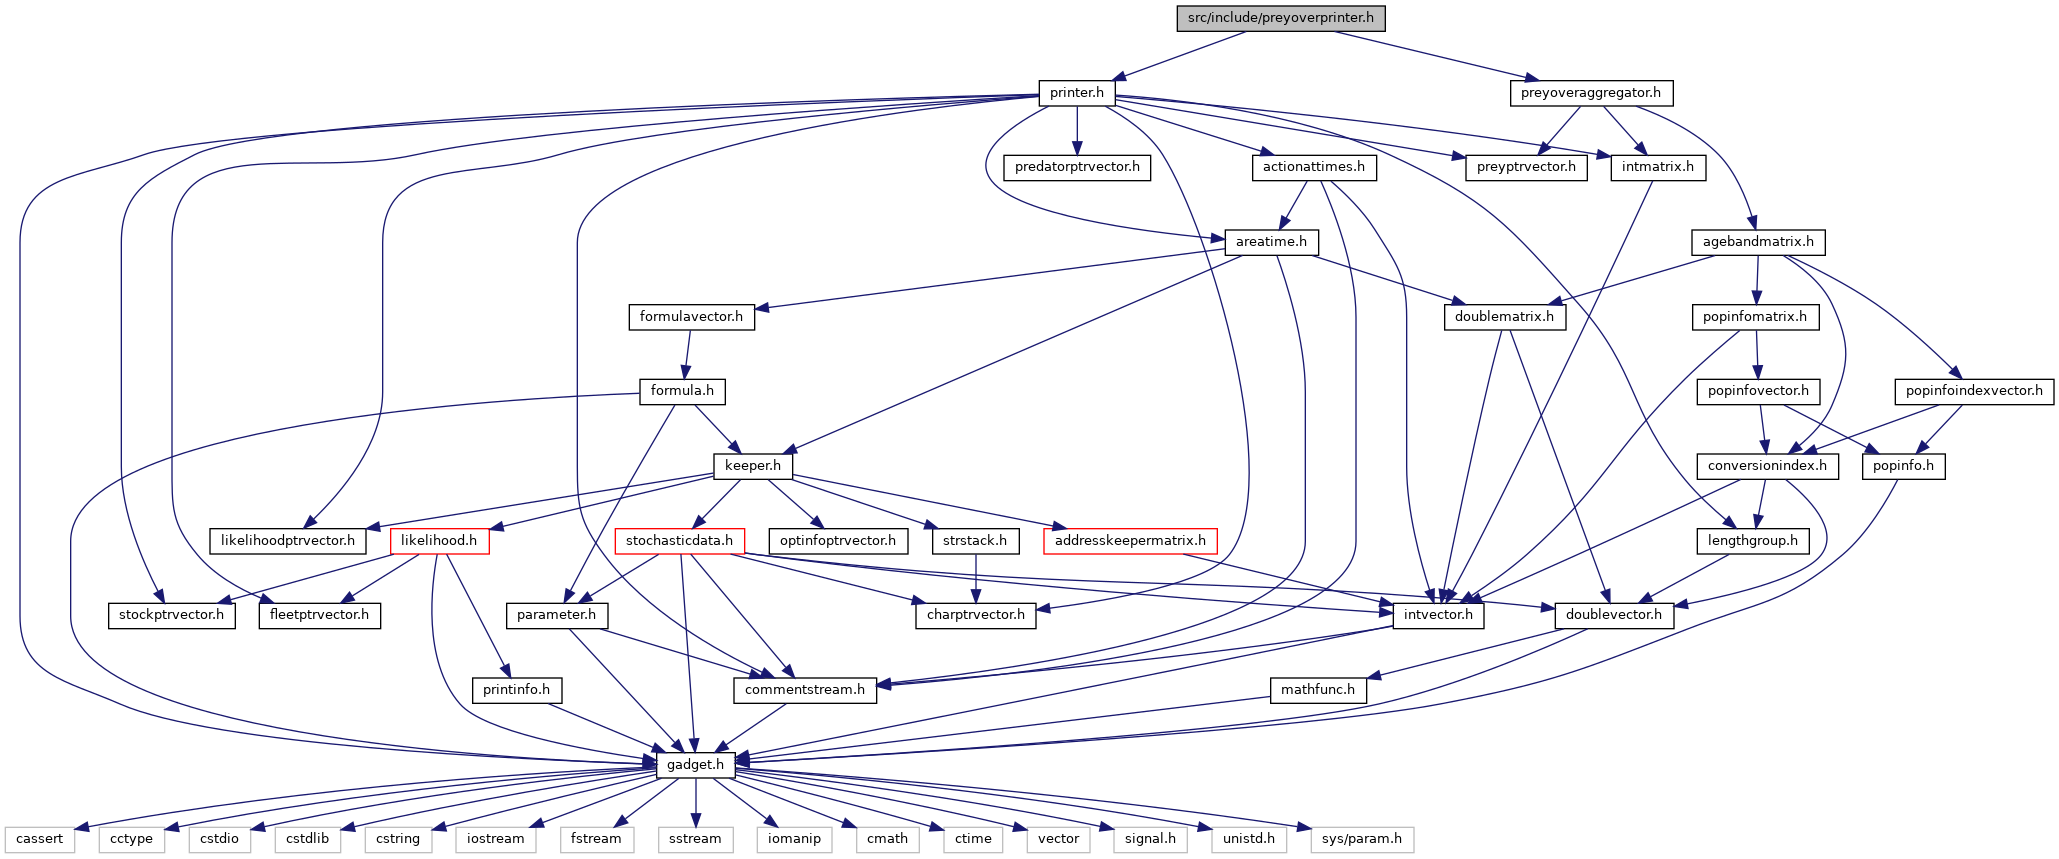 src/include/preyoverprinter.h
printer.h
preyoveraggregator.h
predatorptrvector.h
actionattimes.h
preyptrvector.h
intmatrix.h
areatime.h
agebandmatrix.h
formulavector.h
doublematrix.h
popinfomatrix.h
formula.h
popinfovector.h
popinfoindexvector.h
keeper.h
conversionindex.h
popinfo.h
likelihoodptrvector.h
likelihood.h
stochasticdata.h
optinfoptrvector.h
strstack.h
addresskeepermatrix.h
lengthgroup.h
stockptrvector.h
fleetptrvector.h
parameter.h
charptrvector.h
intvector.h
doublevector.h
printinfo.h
commentstream.h
mathfunc.h
gadget.h
cassert
cctype
cstdio
cstdlib
cstring
iostream
fstream
sstream
iomanip
cmath
ctime
vector
signal.h
unistd.h
sys/param.h